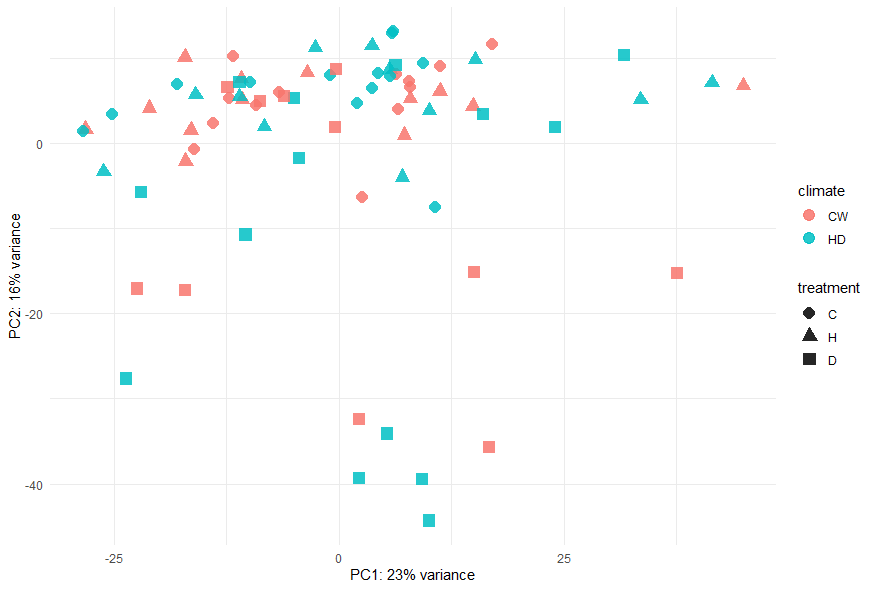 0
-20
-40
PC2: 16% variance
-25
0
25
PC1: 23% variance
climate
CW
HD
treatment
C
H
D